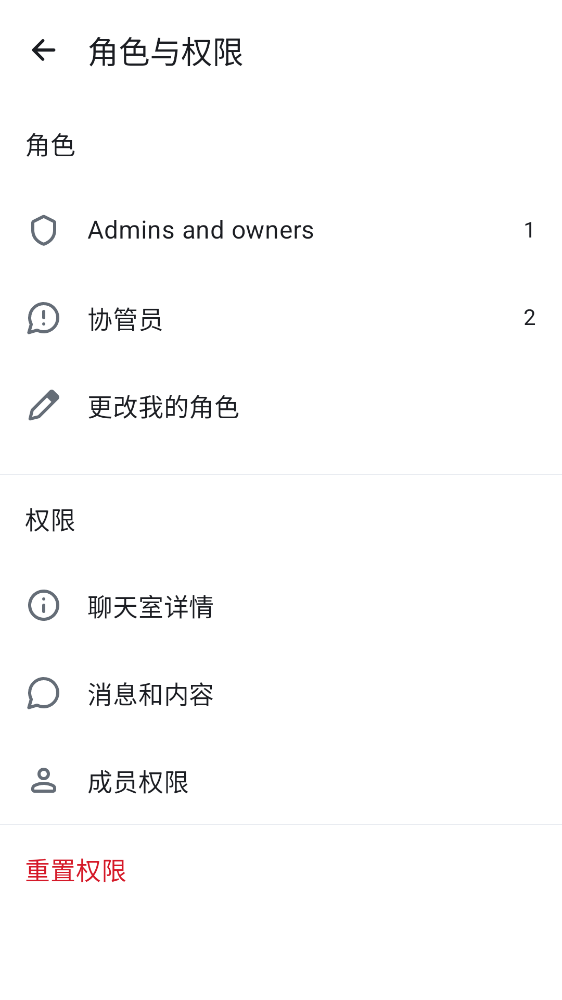 角色与权限
角色
Admins and owners 1
协管员 2
更改我的角色
权限
聊天室详情
消息和内容
成员权限
重置权限